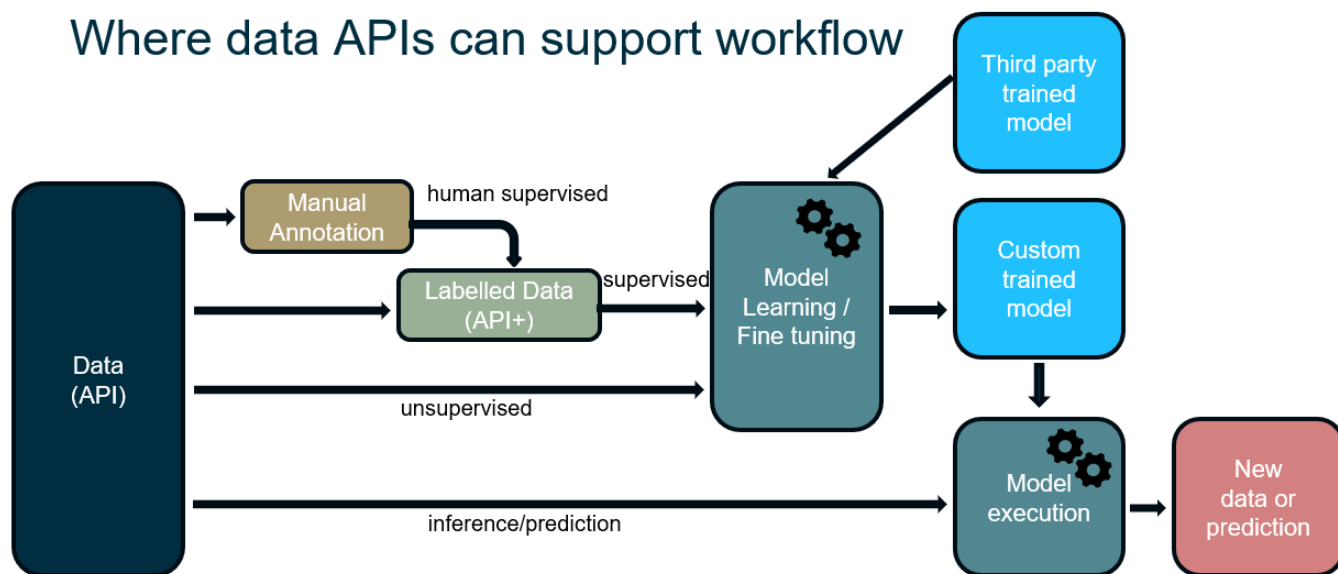 Where data APIs can support workflow
Third party
trained
model
Manual
Annotation
human supervised
Labelled Data
(API+)
supervised
Model
Learning /
Fine tuning
Custom
trained
model
Data
(API)
unsupervised
inference/prediction
Model
execution
New
data or
prediction